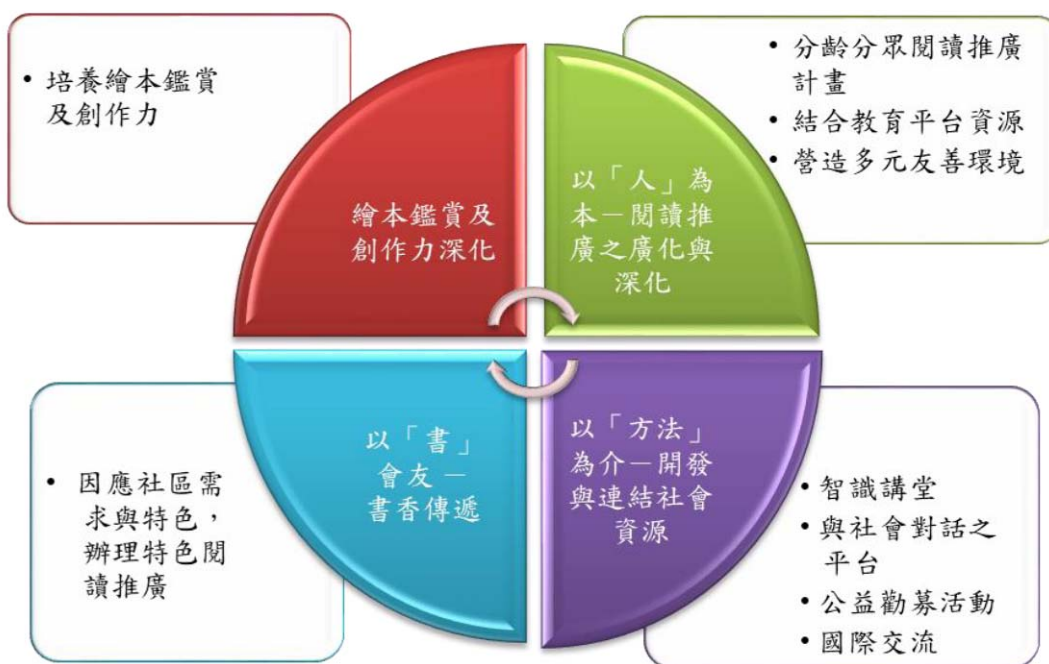 • 培養繪本鑑賞
及創作力
繪本鑑賞及
創作力深化
以「人」為
本－閱讀推
廣之廣化與
深化
• 分齡分眾閱讀推廣
計畫
• 結合教育平台資源
• 營造多元友善環境
• 因應社區需
求與特色，
辦理特色閱
讀推廣
以「書」
會友－
書香傳遞
以「方法」
為介－開發
與連結社會
資源
• 智識講堂
• 與社會對話之
平台
• 公益勸募活動
• 國際交流